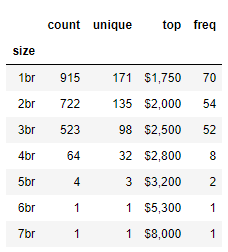 count unique top freq
size
1br 915 171 $1,750 70
2br 722 135 $2,000 54
3br 523 98 $2,500 52
4br 64 32 $2,800 8
5br 4 3 $3,200 2
6br 1 1 $5,300 1
7br 1 1 $8,000 1